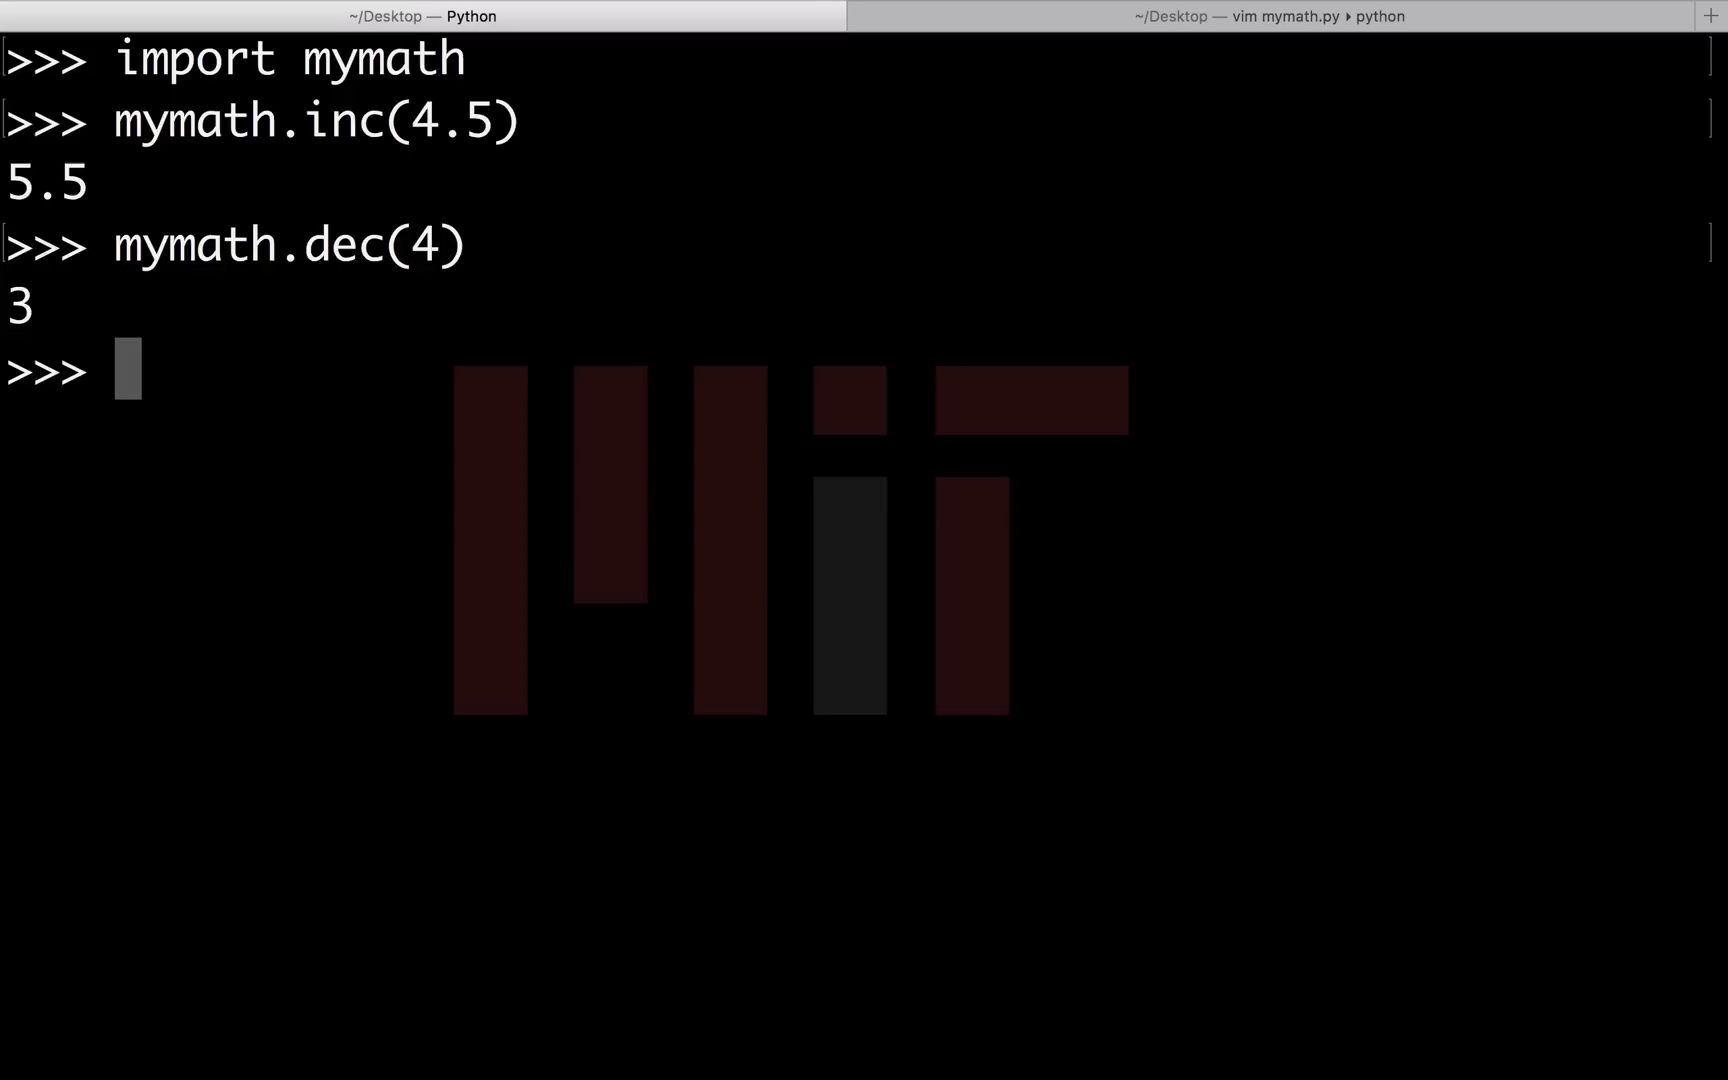 ~/Desktop — Python
~/Desktop — vim mymath.py ▸ python
+
>>> import mymath
>>> mymath.inc(4.5)
5.5
>>> mymath.dec(4)
3
>>>
MIT